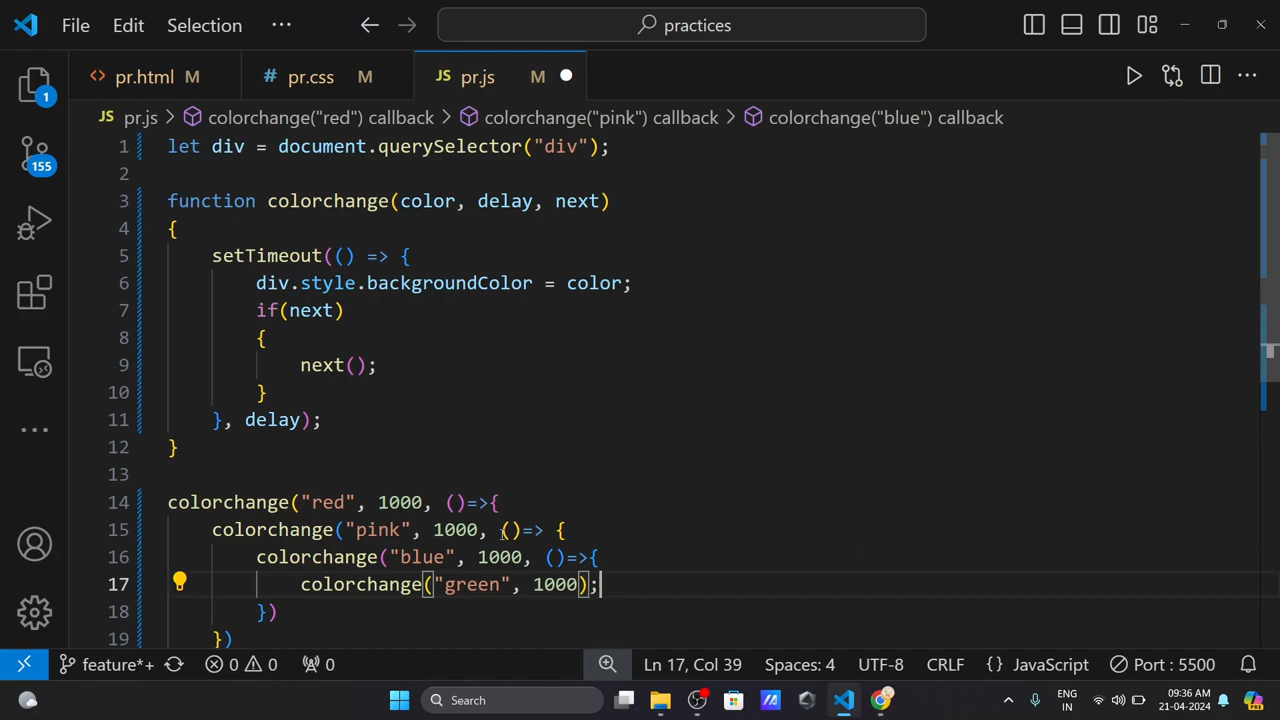 File Edit Selection ··· practices
pr.html M # pr.css M JS pr.js M
JS pr.js > colorchange("red") callback > colorchange("pink") callback > colorchange("blue") callback
1 let div = document.querySelector("div");
2
3 function colorchange(color, delay, next)
4 {
5 setTimeout(() => {
6 div.style.backgroundColor = color;
7 if(next)
8 {
9 next();
10 }
11 }, delay);
12 }
13
14 colorchange("red", 1000, ()=>{
15 colorchange("pink", 1000, ()=> {
16 colorchange("blue", 1000, ()=>{
17 colorchange("green", 1000);
18 })
19 })
1
155
feature*+ 0 0 0 Ln 17, Col 39 Spaces: 4 UTF-8 CRLF {} JavaScript Port : 5500
Search ENG IN 09:36 AM 21-04-2024 PRE